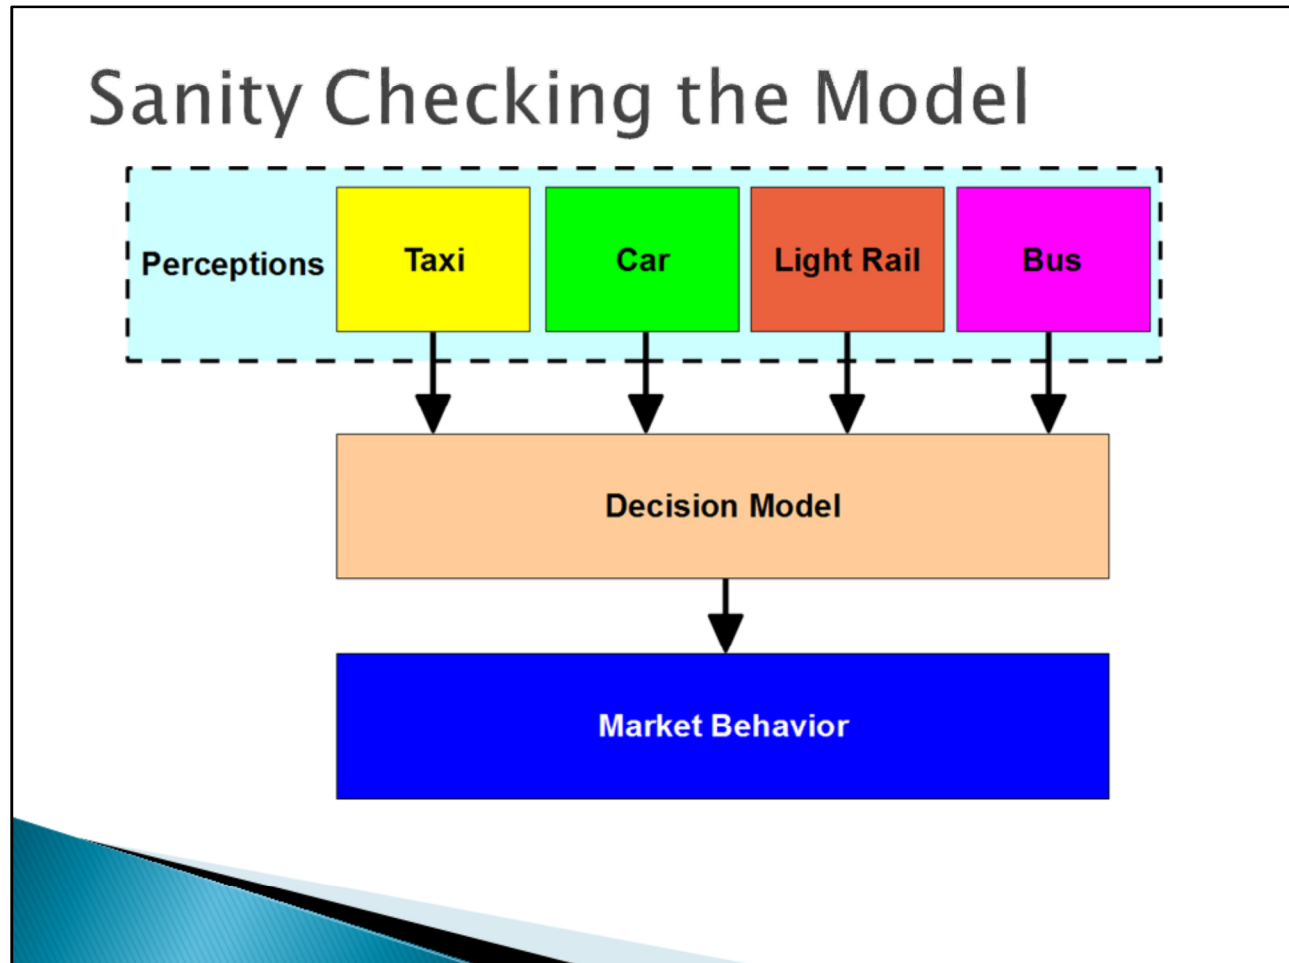 Sanity Checking the Model
Perceptions
Taxi
Car
Light Rail
Bus
Decision Model
Market Behavior